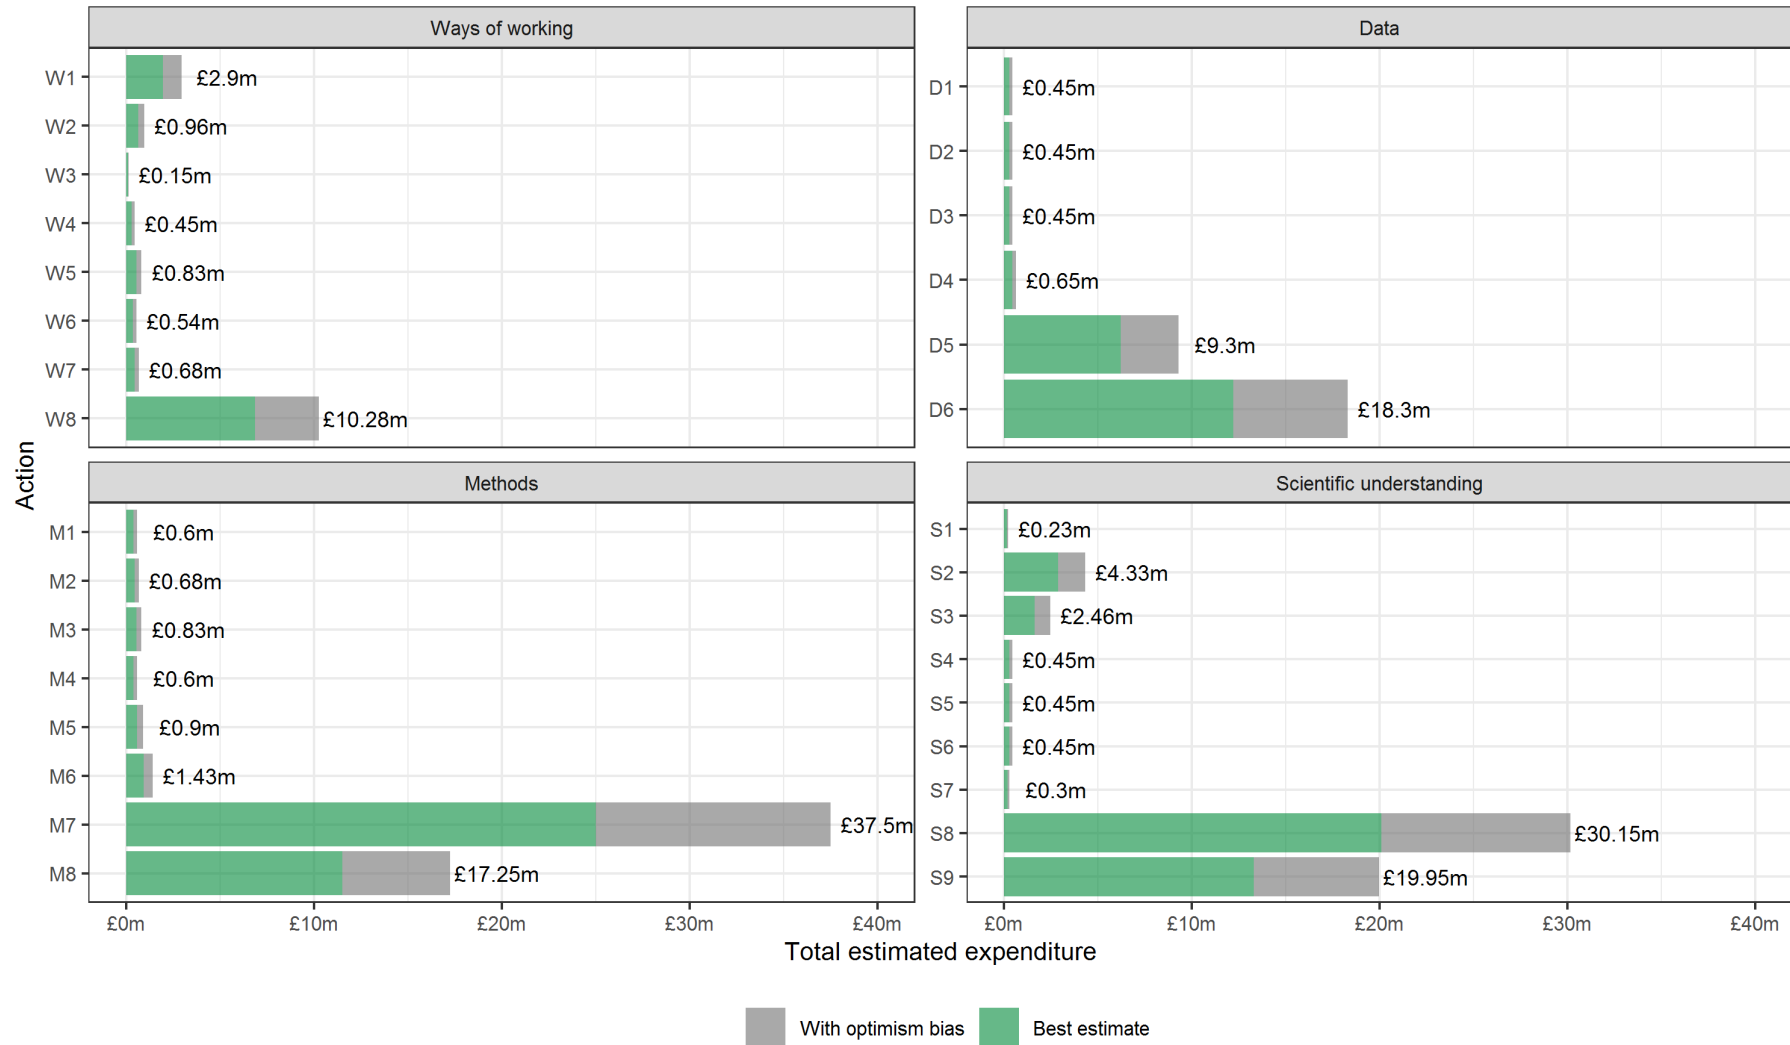 Ways of working
W1 £2.9m
W2 £0.96m
W3 £0.15m
W4 £0.45m
W5 £0.83m
W6 £0.54m
W7 £0.68m
W8 £10.28m
Data
D1 £0.45m
D2 £0.45m
D3 £0.45m
D4 £0.65m
D5 £9.3m
D6 £18.3m
Action
Methods
M1 £0.6m
M2 £0.68m
M3 £0.83m
M4 £0.6m
M5 £0.9m
M6 £1.43m
M7 £37.5m
M8 £17.25m
£0m £10m £20m £30m £40m
Scientific understanding
S1 £0.23m
S2 £4.33m
S3 £2.46m
S4 £0.45m
S5 £0.45m
S6 £0.45m
S7 £0.3m
S8 £30.15m
S9 £19.95m
£0m £10m £20m £30m £40m
Total estimated expenditure
With optimism bias Best estimate